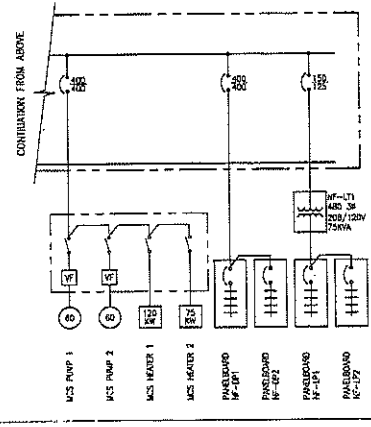 CONTINUATION FROM ABOVE
400
400
400
400
150
125
NF-LT1
480 3Ø
208/120V
75KVA
VF
VF
60
60
120
KW
75
KW
MCS PUMP 1
MCS PUMP 2
MCS HEATER 1
MCS HEATER 2
PANELBOARD
NF-DP1
PANELBOARD
NF-DP2
PANELBOARD
NF-LP1
PANELBOARD
NF-LP2